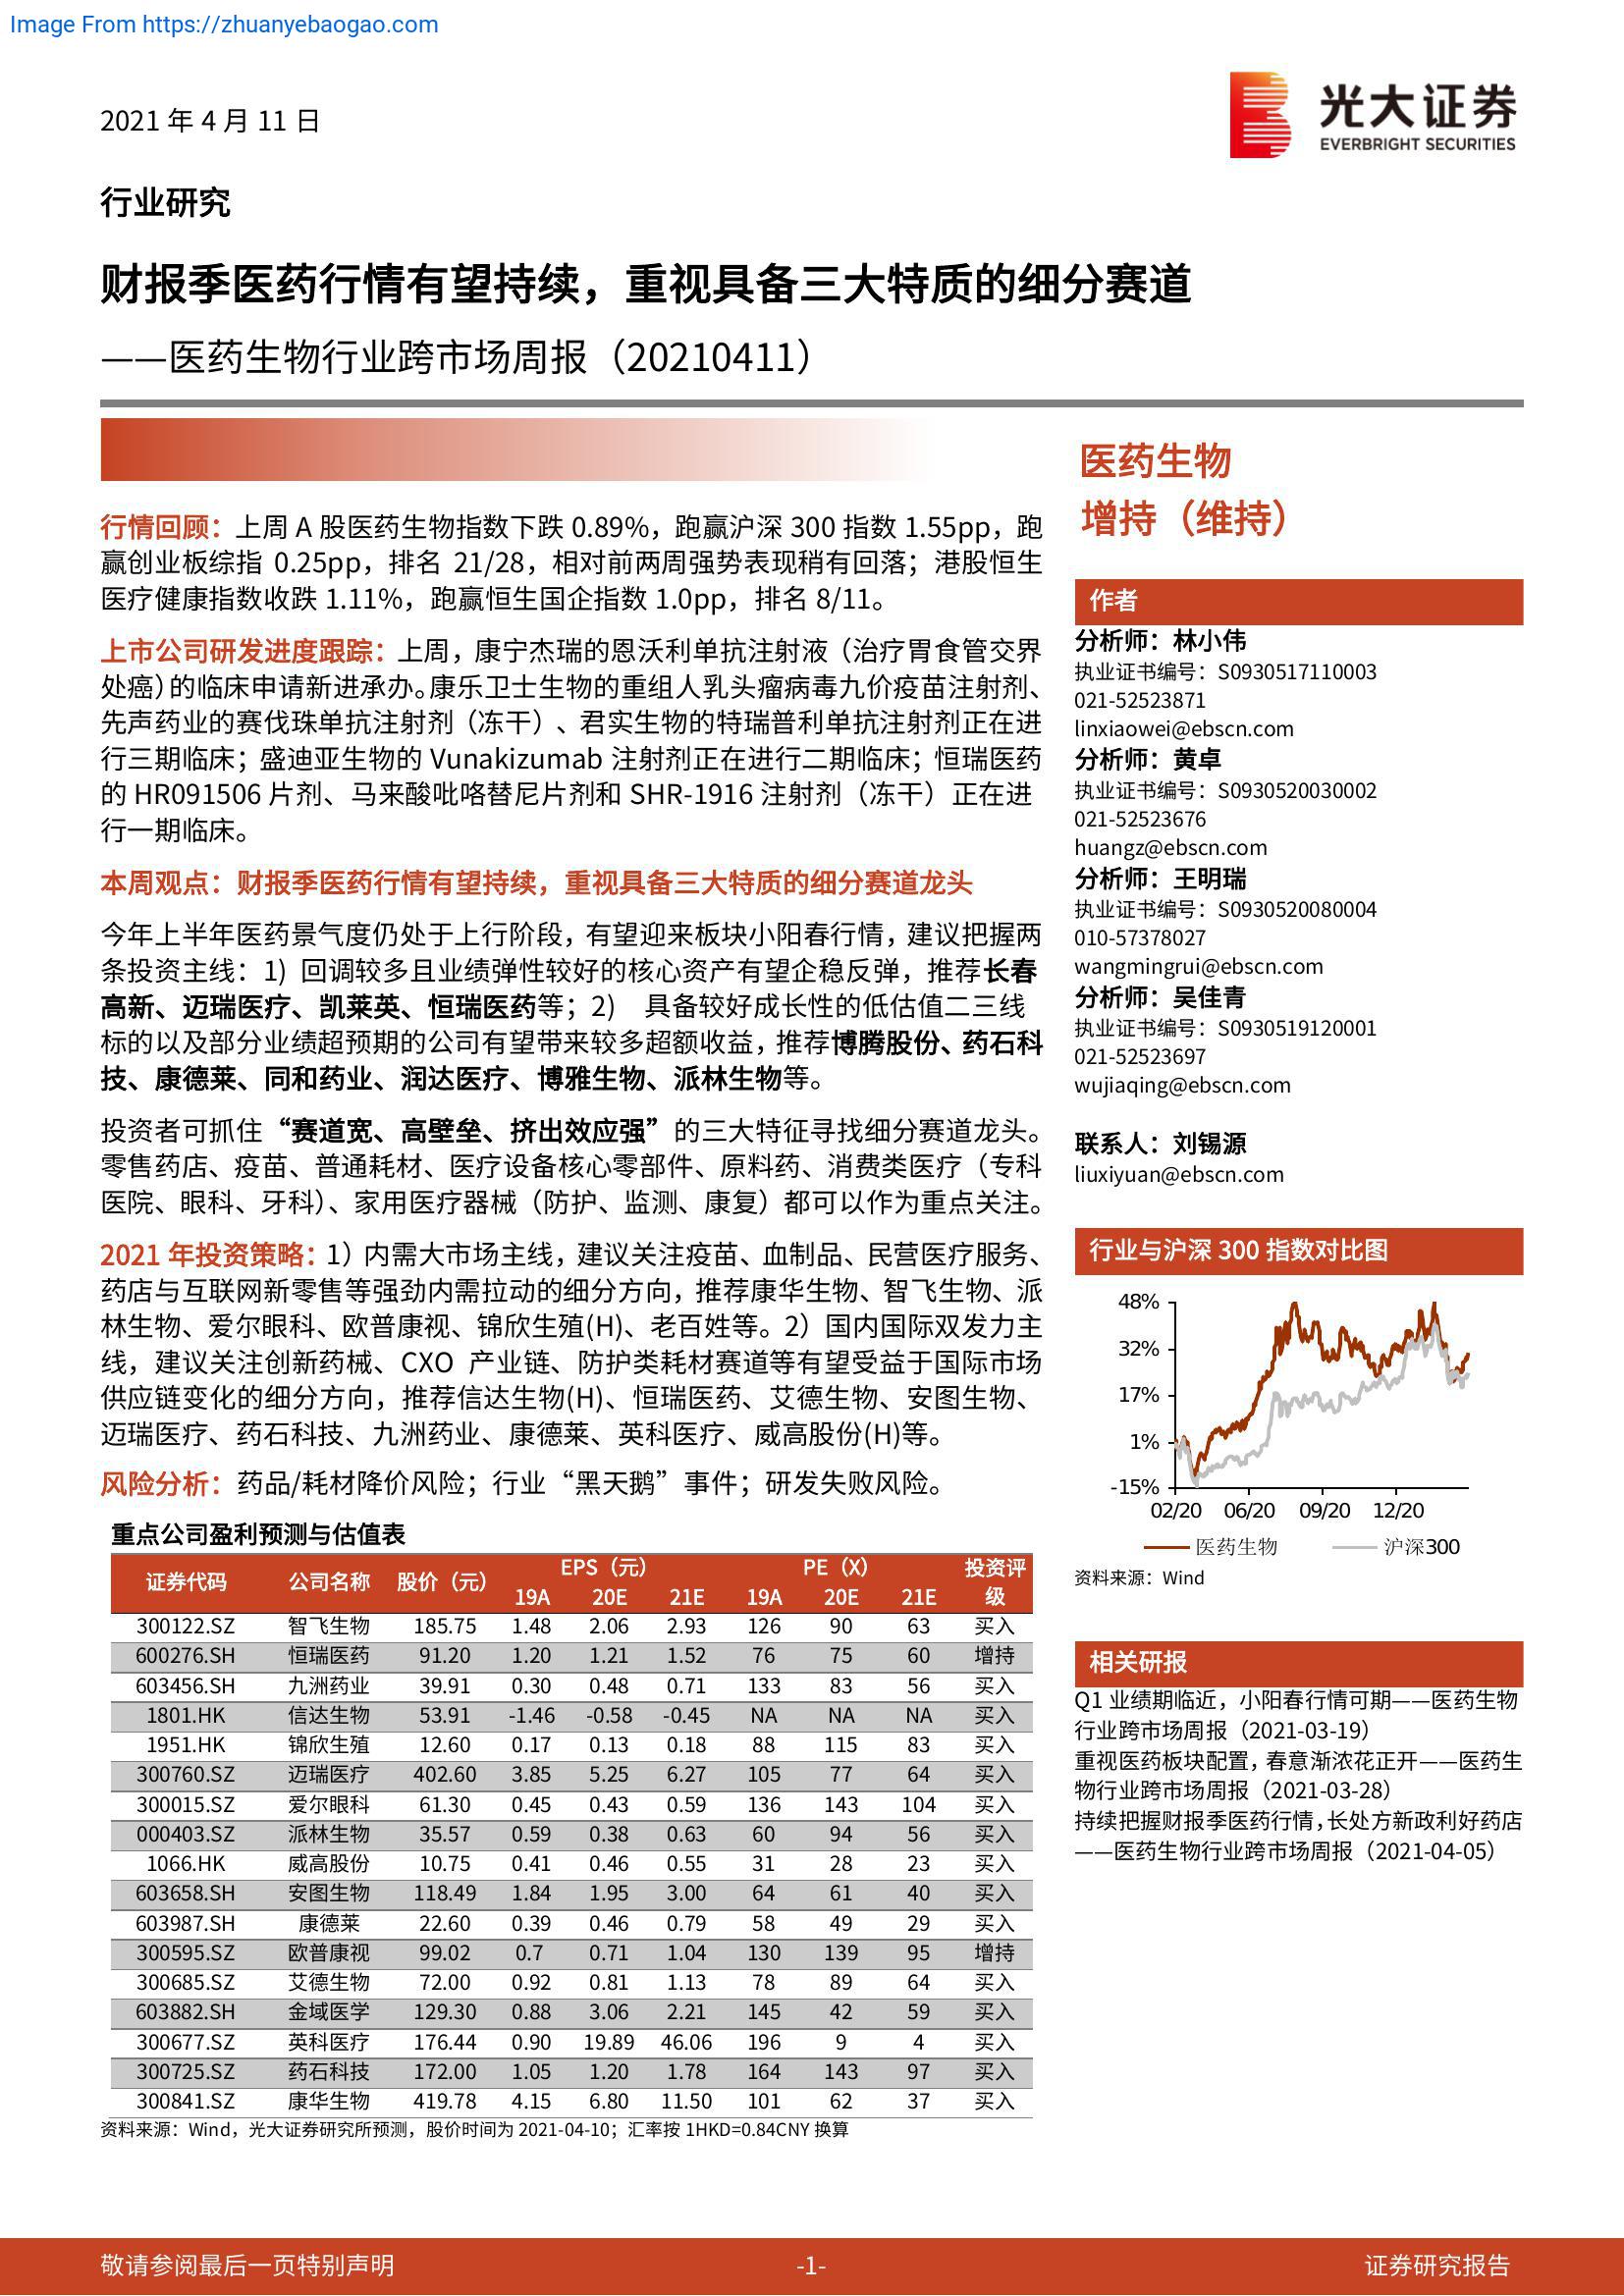 Image From https://zhuanyebaogao.com
2021 年 4 月 11 日
光大证券
EVERBRIGHT SECURITIES
行业研究
财报季医药行情有望持续，重视具备三大特质的细分赛道
——医药生物行业跨市场周报（20210411）
行情回顾：上周 A 股医药生物指数下跌 0.89%，跑赢沪深 300 指数 1.55pp，跑
赢创业板综指 0.25pp，排名 21/28，相对前两周强势表现稍有回落；港股恒生
医疗健康指数收跌 1.11%，跑赢恒生国企指数 1.0pp，排名 8/11。
上市公司研发进度跟踪：上周，康宁杰瑞的恩沃利单抗注射液（治疗胃食管交界
处癌）的临床申请新进承办。康乐卫士生物的重组人乳头瘤病毒九价疫苗注射剂、
先声药业的赛伐珠单抗注射剂（冻干）、君实生物的特瑞普利单抗注射剂正在进
行三期临床；盛迪亚生物的 Vunakizumab 注射剂正在进行二期临床；恒瑞医药
的 HR091506 片剂、马来酸吡咯替尼片剂和 SHR-1916 注射剂（冻干）正在进
行一期临床。
本周观点：财报季医药行情有望持续，重视具备三大特质的细分赛道龙头
今年上半年医药景气度仍处于上行阶段，有望迎来板块小阳春行情，建议把握两
条投资主线：1) 回调较多且业绩弹性较好的核心资产有望企稳反弹，推荐长春
高新、迈瑞医疗、凯莱英、恒瑞医药等；2) 具备较好成长性的低估值二三线
标的以及部分业绩超预期的公司有望带来较多超额收益，推荐博腾股份、药石科
技、康德莱、同和药业、润达医疗、博雅生物、派林生物等。
投资者可抓住“赛道宽、高壁垒、挤出效应强”的三大特征寻找细分赛道龙头。
零售药店、疫苗、普通耗材、医疗设备核心零部件、原料药、消费类医疗（专科
医院、眼科、牙科）、家用医疗器械（防护、监测、康复）都可以作为重点关注。
2021 年投资策略：1）内需大市场主线，建议关注疫苗、血制品、民营医疗服务、
药店与互联网新零售等强劲内需拉动的细分方向，推荐康华生物、智飞生物、派
林生物、爱尔眼科、欧普康视、锦欣生殖(H)、老百姓等。2）国内国际双发力主
线，建议关注创新药械、CXO 产业链、防护类耗材赛道等有望受益于国际市场
供应链变化的细分方向，推荐信达生物(H)、恒瑞医药、艾德生物、安图生物、
迈瑞医疗、药石科技、九洲药业、康德莱、英科医疗、威高股份(H)等。
风险分析：药品/耗材降价风险；行业“黑天鹅”事件；研发失败风险。
重点公司盈利预测与估值表
证券代码 公司名称 股价（元） EPS（元） PE（X） 投资评级
19A 20E 21E 19A 20E 21E
300122.SZ 智飞生物 185.75 1.48 2.06 2.93 126 90 63 买入
600276.SH 恒瑞医药 91.20 1.20 1.21 1.52 76 75 60 增持
603456.SH 九洲药业 39.91 0.30 0.48 0.71 133 83 56 买入
1801.HK 信达生物 53.91 -1.46 -0.58 -0.45 NA NA NA 买入
1951.HK 锦欣生殖 12.60 0.17 0.13 0.18 88 115 83 买入
300760.SZ 迈瑞医疗 402.60 3.85 5.25 6.27 105 77 64 买入
300015.SZ 爱尔眼科 61.30 0.45 0.43 0.59 136 143 104 买入
000403.SZ 派林生物 35.57 0.59 0.38 0.63 60 94 56 买入
1066.HK 威高股份 10.75 0.41 0.46 0.55 31 28 23 买入
603658.SH 安图生物 118.49 1.84 1.95 3.00 64 61 40 买入
603987.SH 康德莱 22.60 0.39 0.46 0.79 58 49 29 买入
300595.SZ 欧普康视 99.02 0.7 0.71 1.04 130 139 95 增持
300685.SZ 艾德生物 72.00 0.92 0.81 1.13 78 89 64 买入
603882.SH 金域医学 129.30 0.88 3.06 2.21 145 42 59 买入
300677.SZ 英科医疗 176.44 0.90 19.89 46.06 196 9 4 买入
300725.SZ 药石科技 172.00 1.05 1.20 1.78 164 143 97 买入
300841.SZ 康华生物 419.78 4.15 6.80 11.50 101 62 37 买入
资料来源：Wind，光大证券研究所预测，股价时间为 2021-04-10；汇率按 1HKD=0.84CNY 换算
医药生物
增持（维持）
作者
分析师：林小伟
执业证书编号：S0930517110003
021-52523871
linxiaowei@ebscn.com
分析师：黄卓
执业证书编号：S0930520030002
021-52523676
huangz@ebscn.com
分析师：王明瑞
执业证书编号：S0930520080004
010-57378027
wangmingrui@ebscn.com
分析师：吴佳青
执业证书编号：S0930519120001
021-52523697
wujiaqing@ebscn.com
联系人：刘锡源
liuxiyuan@ebscn.com
行业与沪深 300 指数对比图
48%
32%
17%
1%
-15%
02/20 06/20 09/20 12/20
医药生物 沪深300
资料来源：Wind
相关研报
Q1 业绩期临近，小阳春行情可期——医药生物
行业跨市场周报（2021-03-19）
重视医药板块配置，春意渐浓花正开——医药生
物行业跨市场周报（2021-03-28）
持续把握财报季医药行情，长处方新政利好药店
——医药生物行业跨市场周报（2021-04-05）
敬请参阅最后一页特别声明 -1- 证券研究报告